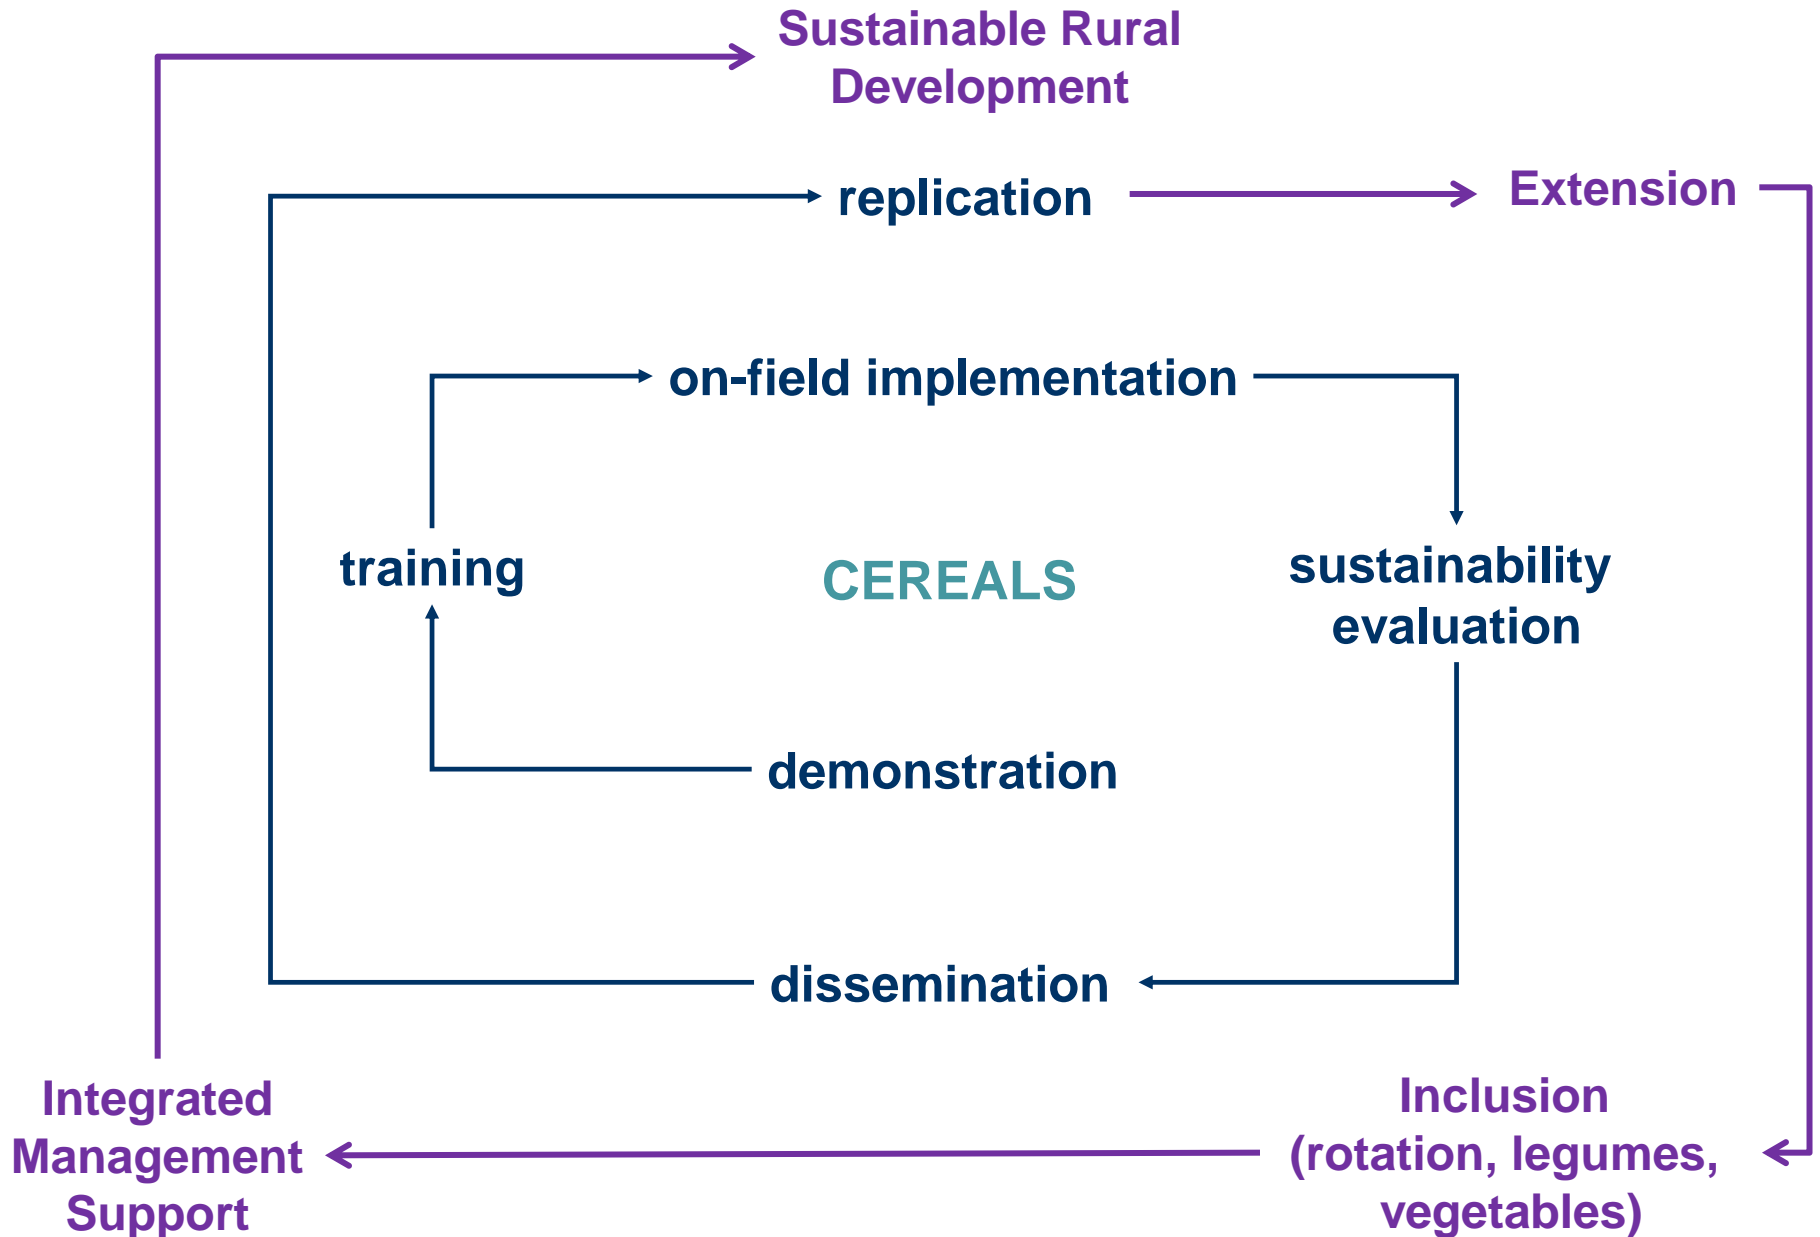 Sustainable Rural
Development
replication
Extension
on-field implementation
training
CEREALS
sustainability
evaluation
demonstration
dissemination
Integrated
Management
Support
Inclusion
(rotation, legumes,
vegetables)